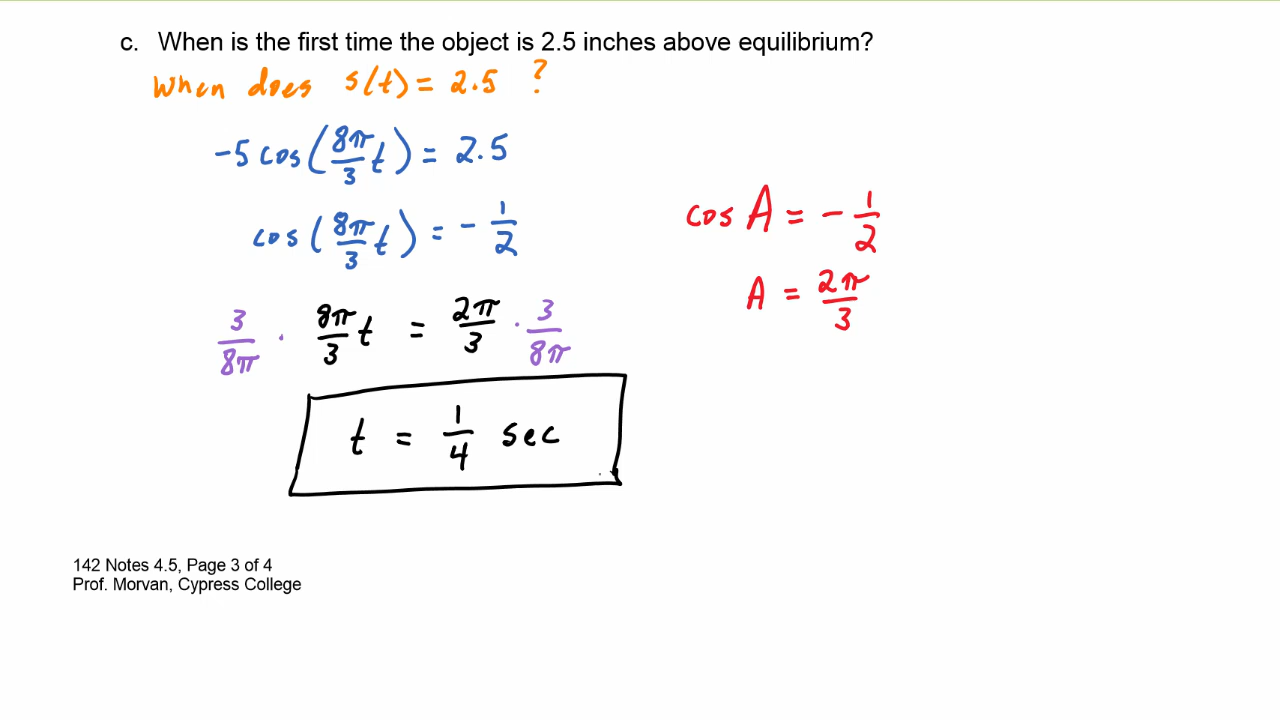 c. When is the first time the object is 2.5 inches above equilibrium?
When does s(t) = 2.5 ?
-5 cos(8π/3 t) = 2.5
cos(8π/3 t) = - 1/2
cos A = - 1/2
A = 2π/3
3/8π · 8π/3 t = 2π/3 · 3/8π
t = 1/4 sec
142 Notes 4.5, Page 3 of 4
Prof. Morvan, Cypress College